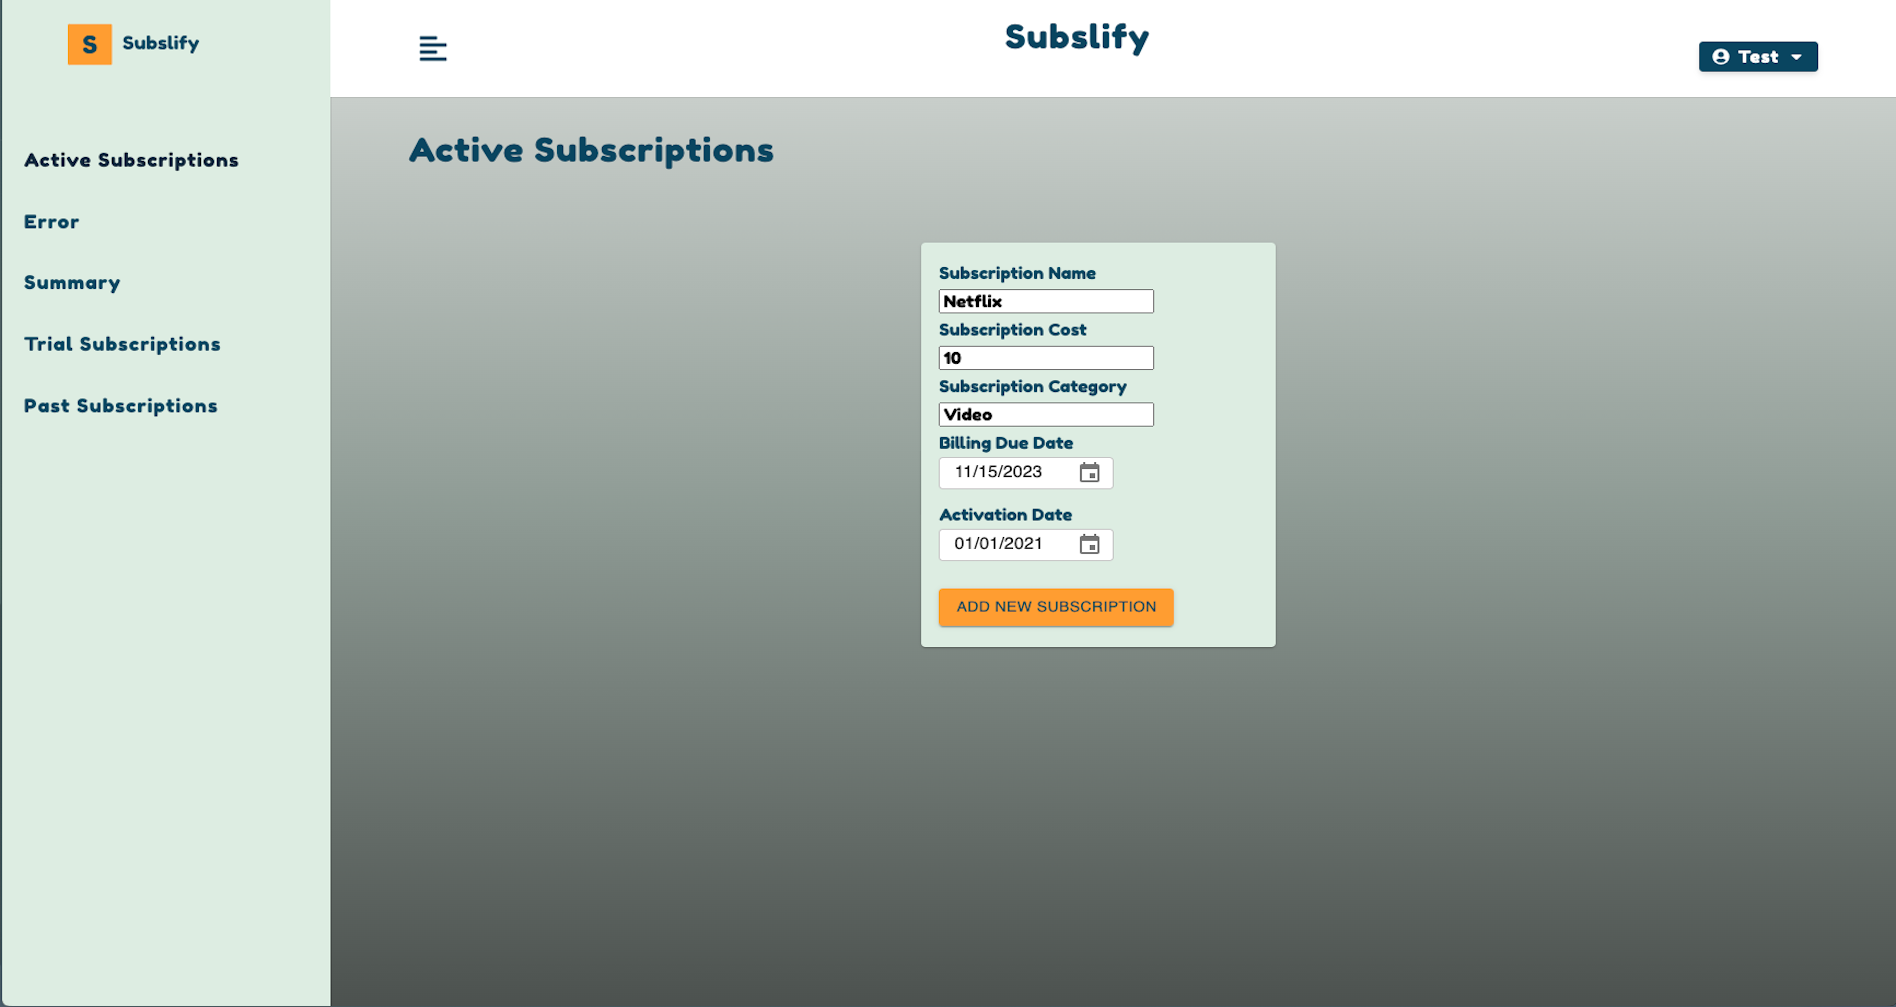 S Subslify
Subslify
Test
Active Subscriptions
Error
Summary
Trial Subscriptions
Past Subscriptions
Active Subscriptions
Subscription Name
Netflix
Subscription Cost
10
Subscription Category
Video
Billing Due Date
11/15/2023
Activation Date
01/01/2021
ADD NEW SUBSCRIPTION